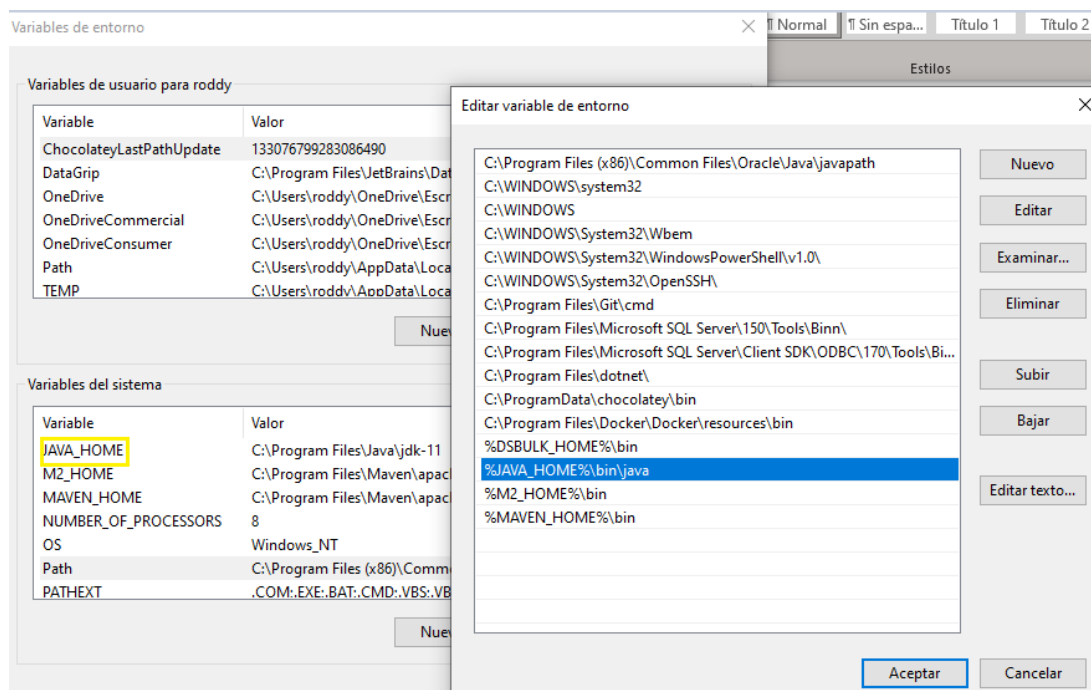 Variables de entorno
¶ Normal ¶ Sin espa... Título 1 Título 2
Estilos
Variables de usuario para roddy
Variable Valor
ChocolateyLastPathUpdate 133076799283086490
DataGrip C:\Program Files\JetBrains\Dat
OneDrive C:\Users\roddy\OneDrive\Escr
OneDriveCommercial C:\Users\roddy\OneDrive\Escr
OneDriveConsumer C:\Users\roddy\OneDrive\Escr
Path C:\Users\roddy\AppData\Loca
TEMP C:\Users\roddy\AppData\Loca
Nuev
Variables del sistema
Variable Valor
JAVA_HOME C:\Program Files\Java\jdk-11
M2_HOME C:\Program Files\Maven\apac
MAVEN_HOME C:\Program Files\Maven\apac
NUMBER_OF_PROCESSORS 8
OS Windows_NT
Path C:\Program Files (x86)\Comm
PATHEXT .COM;.EXE;.BAT;.CMD;.VBS;.VB
Nuev
Editar variable de entorno
C:\Program Files (x86)\Common Files\Oracle\Java\javapath
C:\WINDOWS\system32
C:\WINDOWS
C:\WINDOWS\System32\Wbem
C:\WINDOWS\System32\WindowsPowerShell\v1.0\
C:\WINDOWS\System32\OpenSSH\
C:\Program Files\Git\cmd
C:\Program Files\Microsoft SQL Server\150\Tools\Binn\
C:\Program Files\Microsoft SQL Server\Client SDK\ODBC\170\Tools\Bi...
C:\Program Files\dotnet\
C:\ProgramData\chocolatey\bin
C:\Program Files\Docker\Docker\resources\bin
%DSBULK_HOME%\bin
%JAVA_HOME%\bin\java
%M2_HOME%\bin
%MAVEN_HOME%\bin
Nuevo
Editar
Examinar...
Eliminar
Subir
Bajar
Editar texto...
Aceptar Cancelar